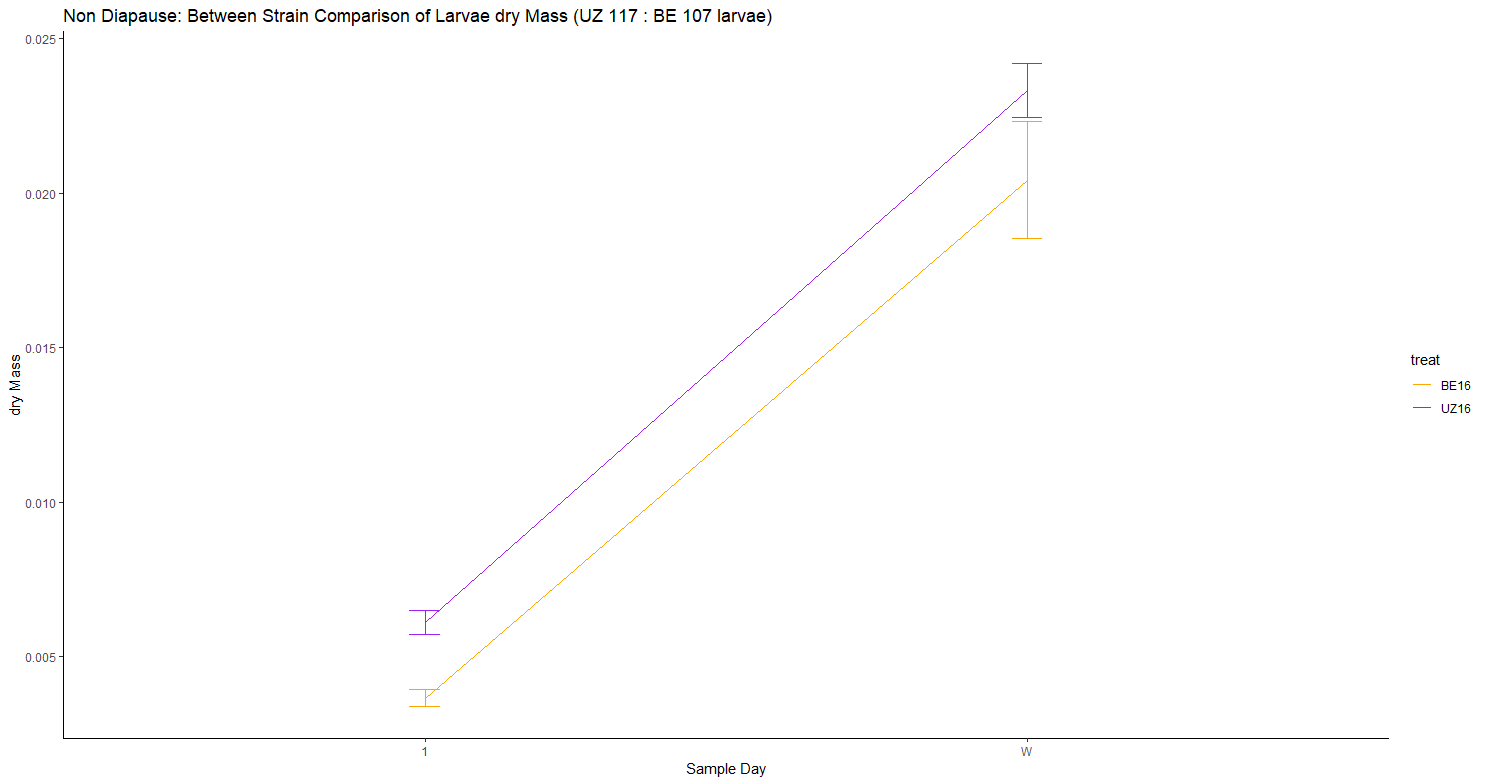 Non Diapause: Between Strain Comparison of Larvae dry Mass (UZ 117 : BE 107 larvae)
0.025
0.020
0.015
0.010
0.005
dry Mass
1
W
Sample Day
treat
BE16
UZ16